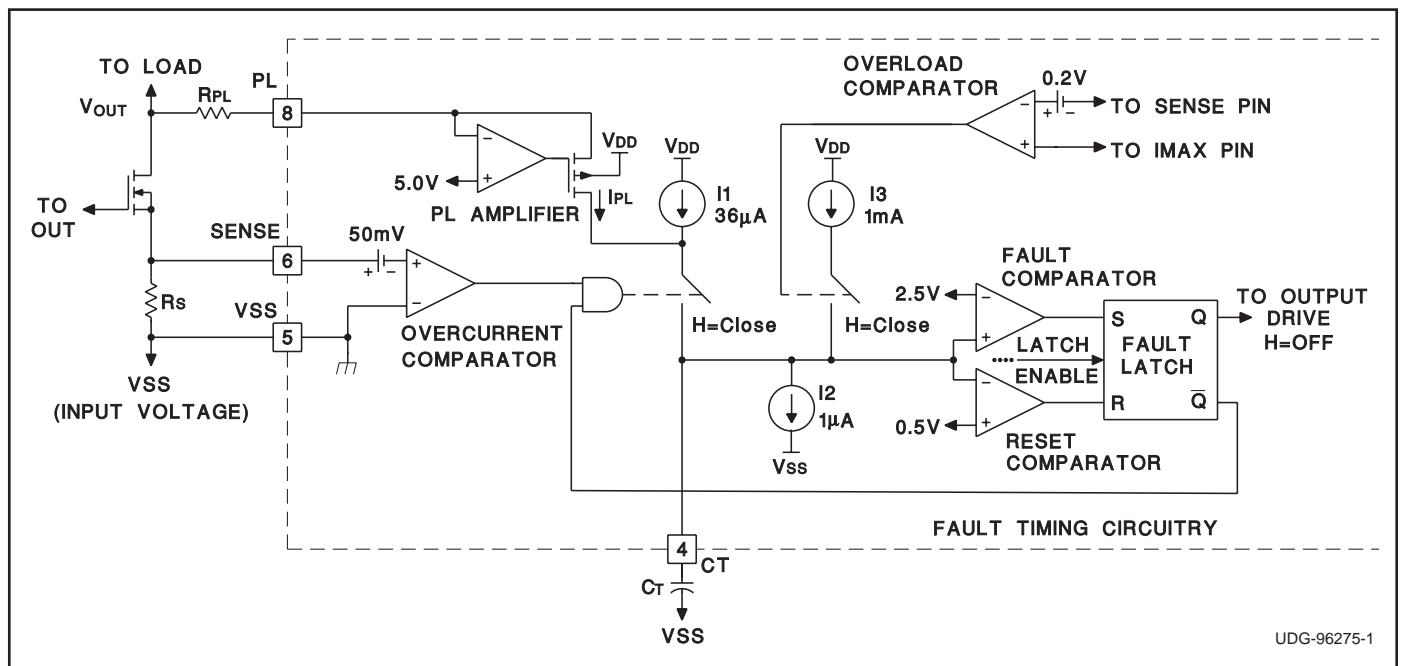 TO LOAD
VOUT
RPL
PL
8
TO
OUT
SENSE
6
RS
VSS
5
VSS
(INPUT VOLTAGE)
50mV
+ -
+
-
OVERCURRENT
COMPARATOR
-
+
5.0V
PL AMPLIFIER
VDD
IPL
VDD
I1
36µA
H=Close
OVERLOAD
COMPARATOR
0.2V
+ -
-
+
TO SENSE PIN
TO IMAX PIN
VDD
I3
1mA
H=Close
I2
1µA
VSS
FAULT
COMPARATOR
2.5V
-
+
LATCH
ENABLE
0.5V
-
+
RESET
COMPARATOR
S Q
FAULT
LATCH
R Q̅
TO OUTPUT
DRIVE
H=OFF
FAULT TIMING CIRCUITRY
4
CT
CT
VSS
UDG-96275-1